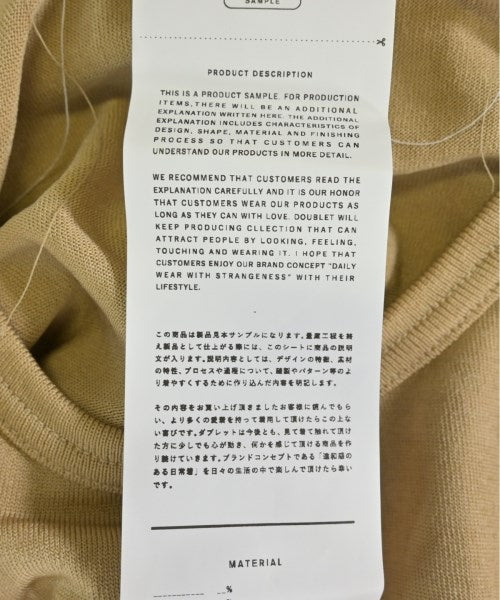 SAMPLE
PRODUCT DESCRIPTION
THIS IS A PRODUCT SAMPLE. FOR PRODUCTION
ITEMS,THERE WILL BE AN ADDITIONAL
EXPLANATION WRITTEN HERE. THE ADDITIONAL
EXPLANATION INCLUDES CHARACTERISTICS OF
DESIGN, SHAPE, MATERIAL AND FINISHING
PROCESS SO THAT CUSTOMERS CAN
UNDERSTAND OUR PRODUCTS IN MORE DETAIL.
WE RECOMMEND THAT CUSTOMERS READ THE
EXPLANATION CAREFULLY AND IT IS OUR HONOR
THAT CUSTOMERS WEAR OUR PRODUCTS AS
LONG AS THEY CAN WITH LOVE. DOUBLET WILL
KEEP PRODUCING CLLECTION THAT CAN
ATTRACT PEOPLE BY LOOKING, FEELING,
TOUCHING AND WEARING IT. I HOPE THAT
CUSTOMERS ENJOY OUR BRAND CONCEPT "DAILY
WEAR WITH STRANGENESS" WITH THEIR
LIFESTYLE.
この商品は製品見本サンプルになります。量産工程を終
え製品として仕上がる際には、このシートに商品の説明
文が入ります。説明内容としては、デザインの特徴、素材
の特性、プロセスや過程について、縫製やパターン等のよ
り着やすくするために作り込んだ内容を明記します。
その内容をお買い上げ頂きましたお客様に読んでもら
い、より多くの愛着を持って着用して頂けたらこの上な
い喜びです。ダブレットは今後とも、見て着て触れて頂け
た方に少しでも心が動き、何かを感じて頂ける商品を作
り続けていきます。ブランドコンセプトである「違和感の
ある日常着」を日々の生活の中で楽しんで頂けたら幸い
です。
MATERIAL
%